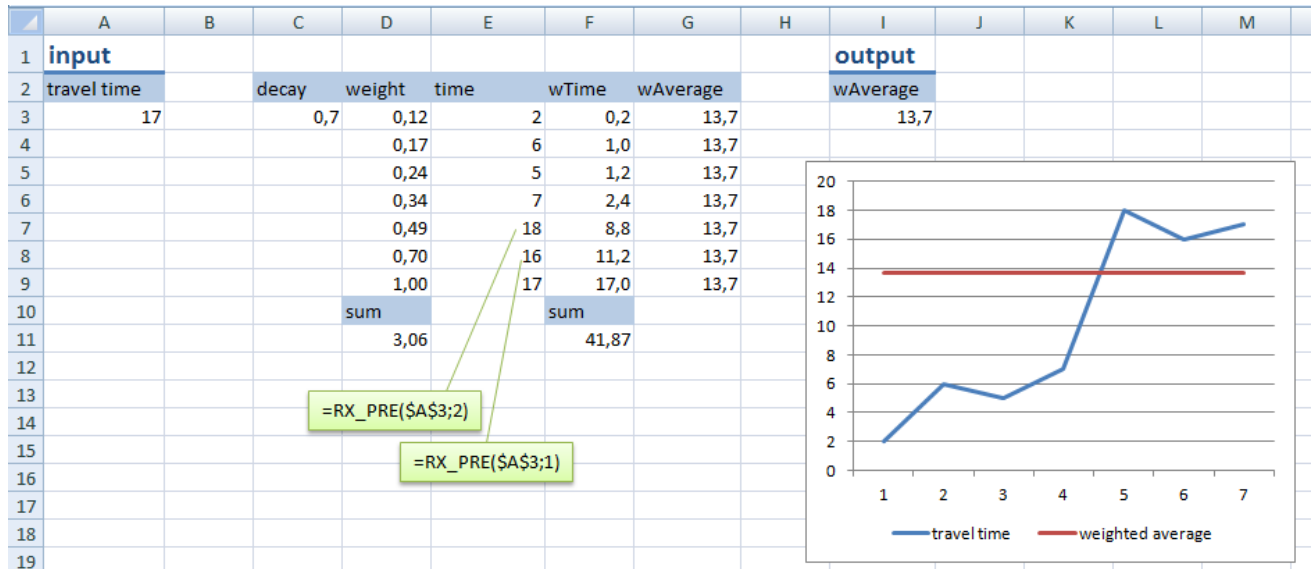 A B C D E F G H I J K L M
1 input output
2 travel time decay weight time wTime wAverage wAverage
3 17 0,7 0,12 2 0,2 13,7 13,7
4 0,17 6 1,0 13,7
5 0,24 5 1,2 13,7
6 0,34 7 2,4 13,7
7 0,49 18 8,8 13,7
8 0,70 16 11,2 13,7
9 1,00 17 17,0 13,7
10 sum sum
11 3,06 41,87
12
13
14
15
16
17
18
19
=RX_PRE($A$3;2)
=RX_PRE($A$3;1)
20
18
16
14
12
10
8
6
4
2
0
1 2 3 4 5 6 7
travel time weighted average